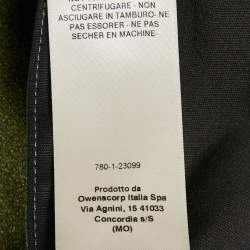 CENTRIFUGARE - NON
ASCIUGARE IN TAMBURO- NE
PAS ESSORER - NE PAS
SECHER EN MACHINE-
780-1-23099
Prodotto da
Owenscorp Italia Spa
Via Agnini, 15 41033
Concordia s/S
(MO)